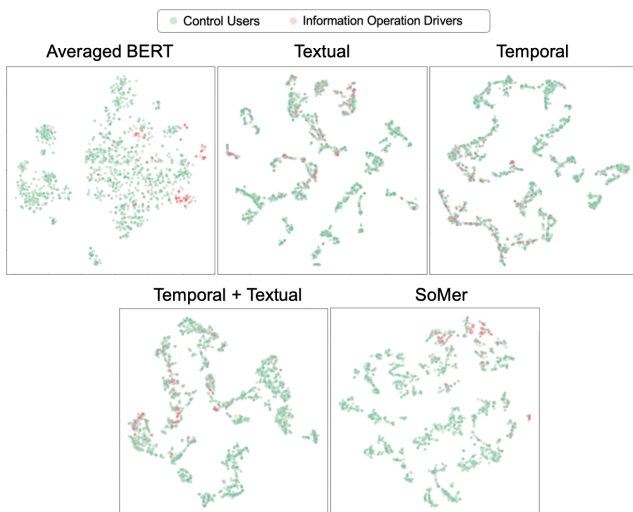 Control Users Information Operation Drivers
Averaged BERT Textual Temporal
Temporal + Textual SoMer